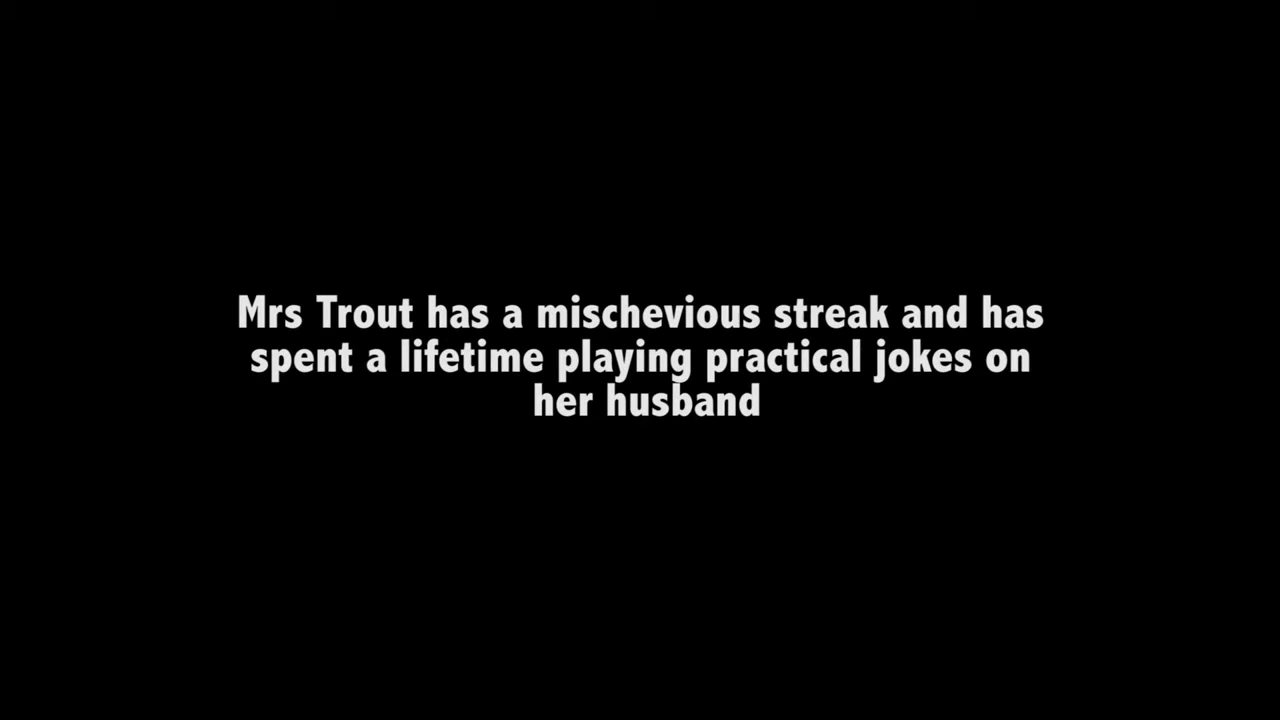 Mrs Trout has a mischevious streak and has
spent a lifetime playing practical jokes on
her husband